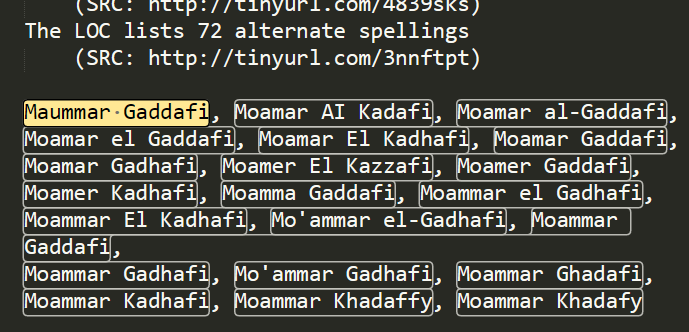 (SRC: http://tinyurl.com/4839sks)
The LOC lists 72 alternate spellings
(SRC: http://tinyurl.com/3nnftpt)
Maummar Gaddafi, Moamar AI Kadafi, Moamar al-Gaddafi,
Moamar el Gaddafi, Moamar El Kadhafi, Moamar Gaddafi,
Moamar Gadhafi, Moamer El Kazzafi, Moamer Gaddafi,
Moamer Kadhafi, Moamma Gaddafi, Moammar el Gadhafi,
Moammar El Kadhafi, Mo'ammar el-Gadhafi, Moammar
Gaddafi,
Moammar Gadhafi, Mo'ammar Gadhafi, Moammar Ghadafi,
Moammar Kadhafi, Moammar Khadaffy, Moammar Khadafy